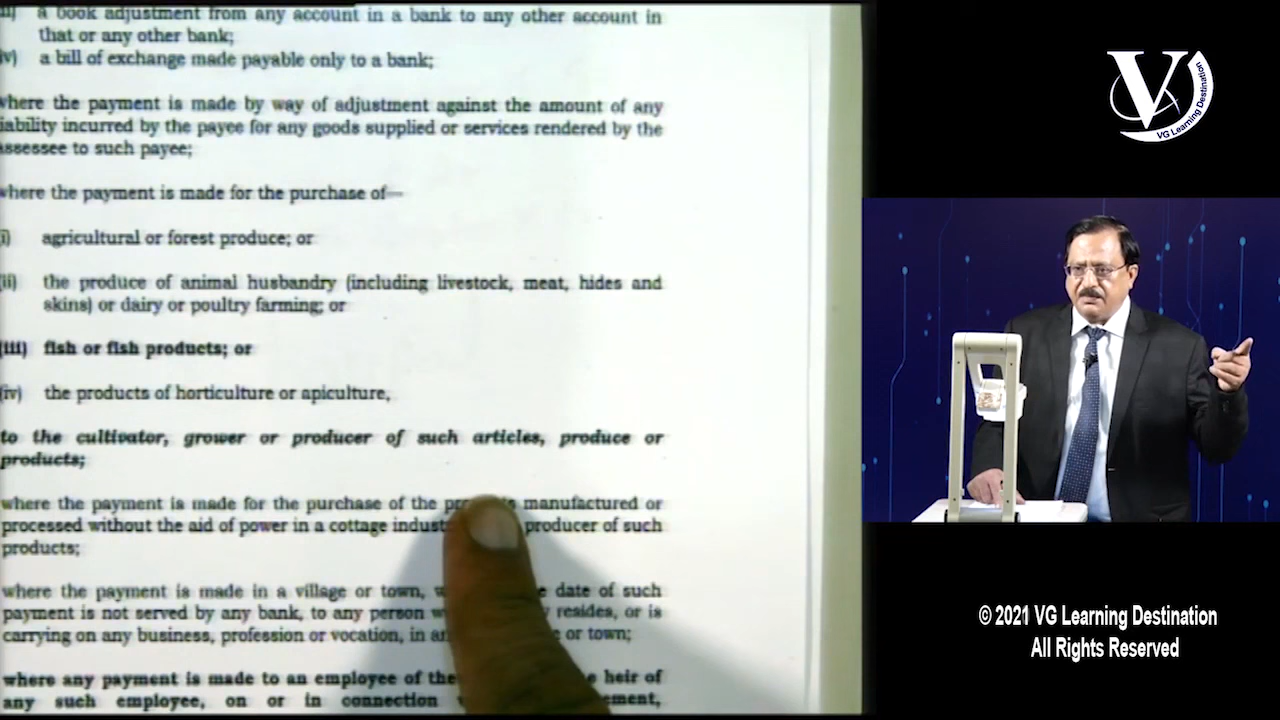 a book adjustment from any account in a bank to any other account in
that or any other bank;
iv) a bill of exchange made payable only to a bank;
where the payment is made by way of adjustment against the amount of any
iability incurred by the payee for any goods supplied or services rendered by the
assessee to such payee;
where the payment is made for the purchase of—
(i) agricultural or forest produce; or
(ii) the produce of animal husbandry (including livestock, meat, hides and
skins) or dairy or poultry farming; or
(iii) fish or fish products; or
(iv) the products of horticulture or apiculture,
to the cultivator, grower or producer of such articles, produce or
products;
where the payment is made for the purchase of the manufactured or
processed without the aid of power in a cottage producer of such
products;
where the payment is made in a village or town, date of such
payment is not served by any bank, to any person resides, or is
carrying on any business, profession or vocation, in or town;
where any payment is made to an employee of the heir of
any such employee, on or in connection
V
VG Learning Destination
© 2021 VG Learning Destination
All Rights Reserved